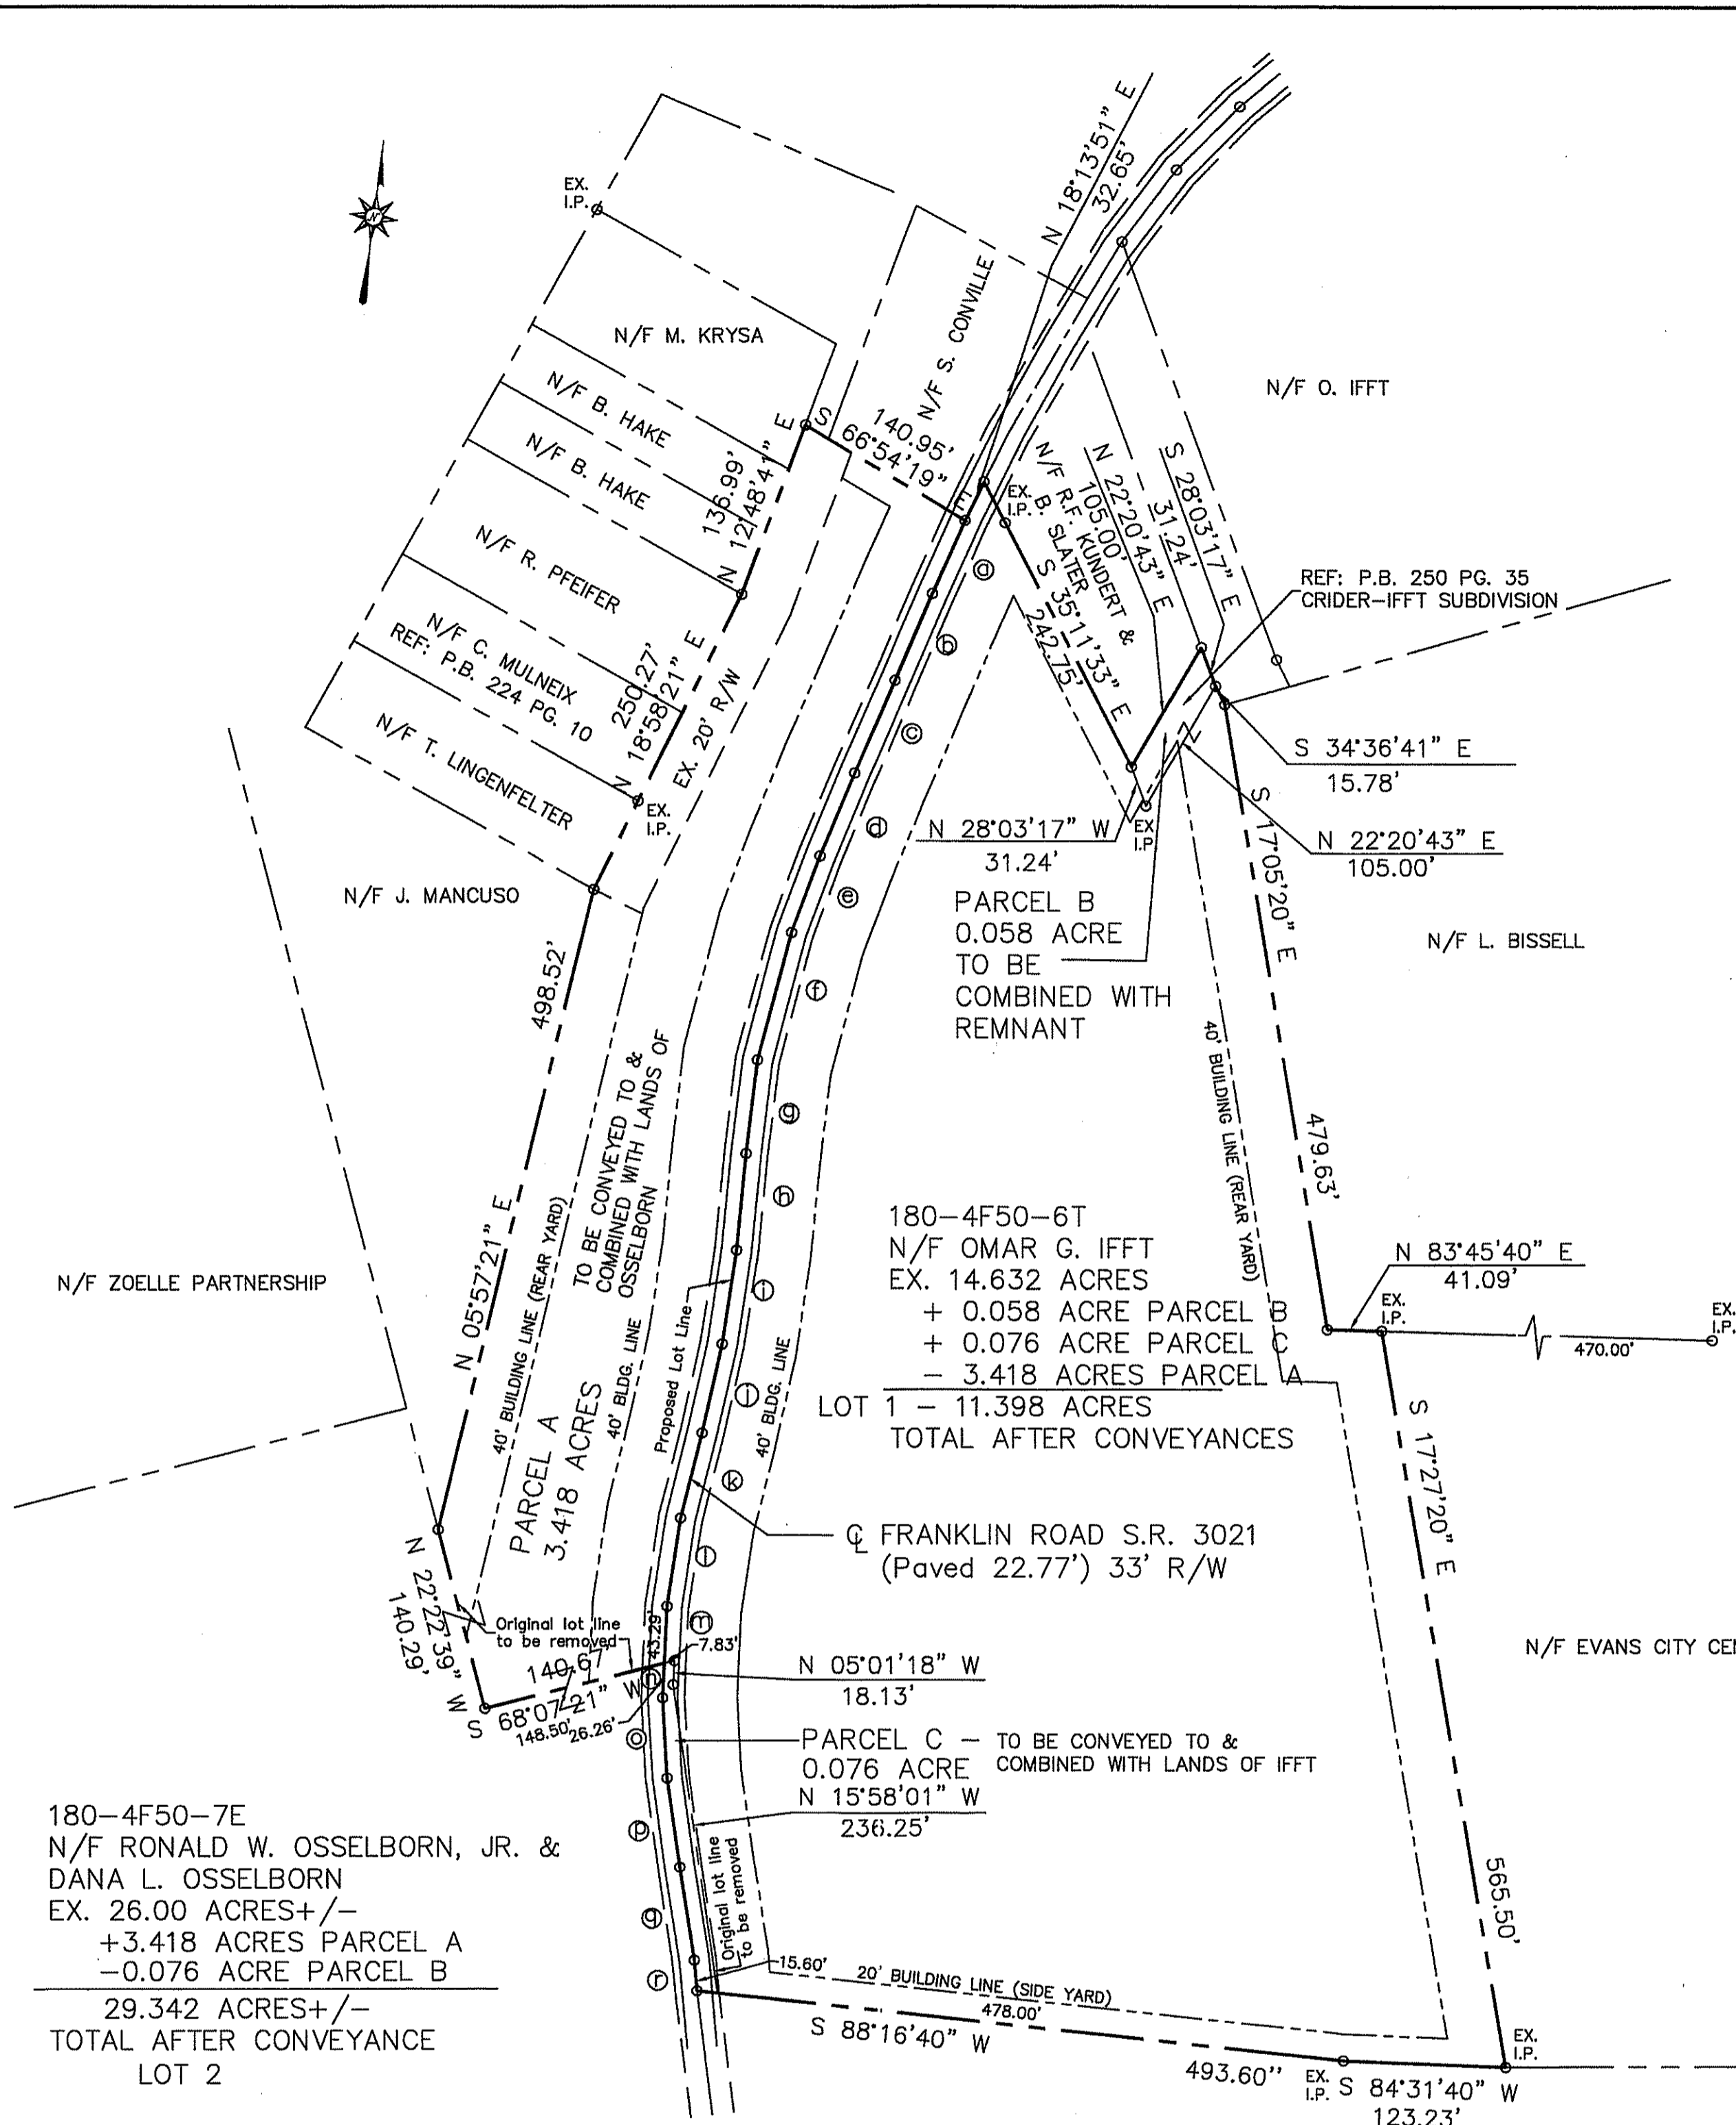 N 18°13'51" E
32.65'
EX.
I.P.
N
N/F M. KRYSA
N/F S. CONVILLE
N/F O. IFFT
N/F B. HAKE
N/F B. HAKE
N/F R. PFEIFER
N/F C. MULNEIX
REF: P.B. 224 PG. 10
N/F T. LINGENFELTER
136.99'
N 12°48'41" E
140.95'
S 66°54'19" E
250.27'
N 18°58'21" E
EX. 20' R/W
EX.
I.P.
EX.
I.P.
N/F R.F. KUNDERT &
B. SLATER
N 22°20'43" E
105.00'
S 28°03'17" E
31.24'
S 35°11'33" E
242.75'
REF: P.B. 250 PG. 35
CRIDER-IFFT SUBDIVISION
S 34°36'41" E
15.78'
N 22°20'43" E
105.00'
N 28°03'17" W
31.24'
EX
I.P.
PARCEL B
0.058 ACRE
TO BE
COMBINED WITH
REMNANT
S 17°05'20" E
479.63'
N/F L. BISSELL
40' BUILDING LINE (REAR YARD)
N/F J. MANCUSO
498.52'
N 05°57'21" E
N/F ZOELLE PARTNERSHIP
40' BUILDING LINE (REAR YARD)
TO BE CONVEYED TO &
COMBINED WITH LANDS OF
OSSELBORN
PARCEL A
3.418 ACRES
40' BLDG. LINE
Proposed Lot Line
40' BLDG. LINE
a
b
c
d
e
f
g
h
i
j
k
l
m
n
o
p
q
r
180-4F50-6T
N/F OMAR G. IFFT
EX. 14.632 ACRES
+ 0.058 ACRE PARCEL B
+ 0.076 ACRE PARCEL C
- 3.418 ACRES PARCEL A
LOT 1 - 11.398 ACRES
TOTAL AFTER CONVEYANCES
N 83°45'40" E
41.09'
EX.
I.P.
470.00'
EX.
I.P.
S 17°27'20" E
565.50'
℄ FRANKLIN ROAD S.R. 3021
(Paved 22.77') 33' R/W
N/F EVANS CITY CE
N 22°22'39" W
140.29'
Original lot line
to be removed
140.67'
S 68°07'21" W
148.50'
26.26'
43.29'
7.83'
N 05°01'18" W
18.13'
PARCEL C - TO BE CONVEYED TO &
0.076 ACRE COMBINED WITH LANDS OF IFFT
N 15°58'01" W
236.25'
Original lot line
to be removed
180-4F50-7E
N/F RONALD W. OSSELBORN, JR. &
DANA L. OSSELBORN
EX. 26.00 ACRES+/-
+3.418 ACRES PARCEL A
-0.076 ACRE PARCEL B
29.342 ACRES+/-
TOTAL AFTER CONVEYANCE
LOT 2
15.60'
20' BUILDING LINE (SIDE YARD)
478.00'
S 88°16'40" W
493.60"
EX.
I.P.
S 84°31'40" W
123.23'
EX.
I.P.